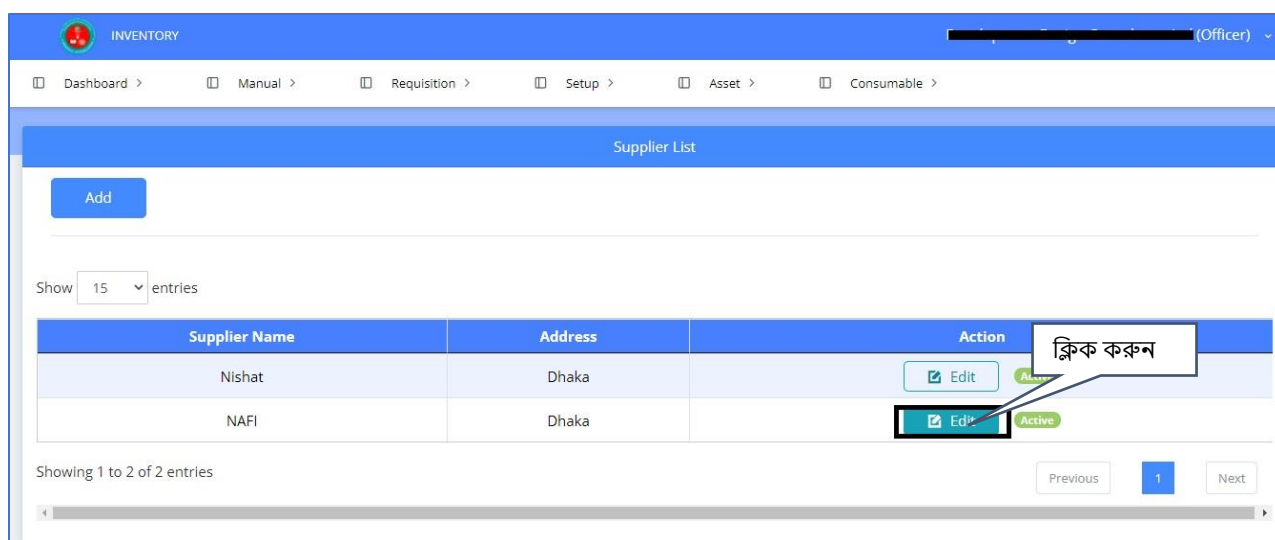 INVENTORY
(Officer)
Dashboard > Manual > Requisition > Setup > Asset > Consumable >
Supplier List
Add
Show 15 entries
Supplier Name Address Action
ক্লিক করুন
Nishat Dhaka Edit
NAFI Dhaka Edit Active
Showing 1 to 2 of 2 entries
Previous 1 Next